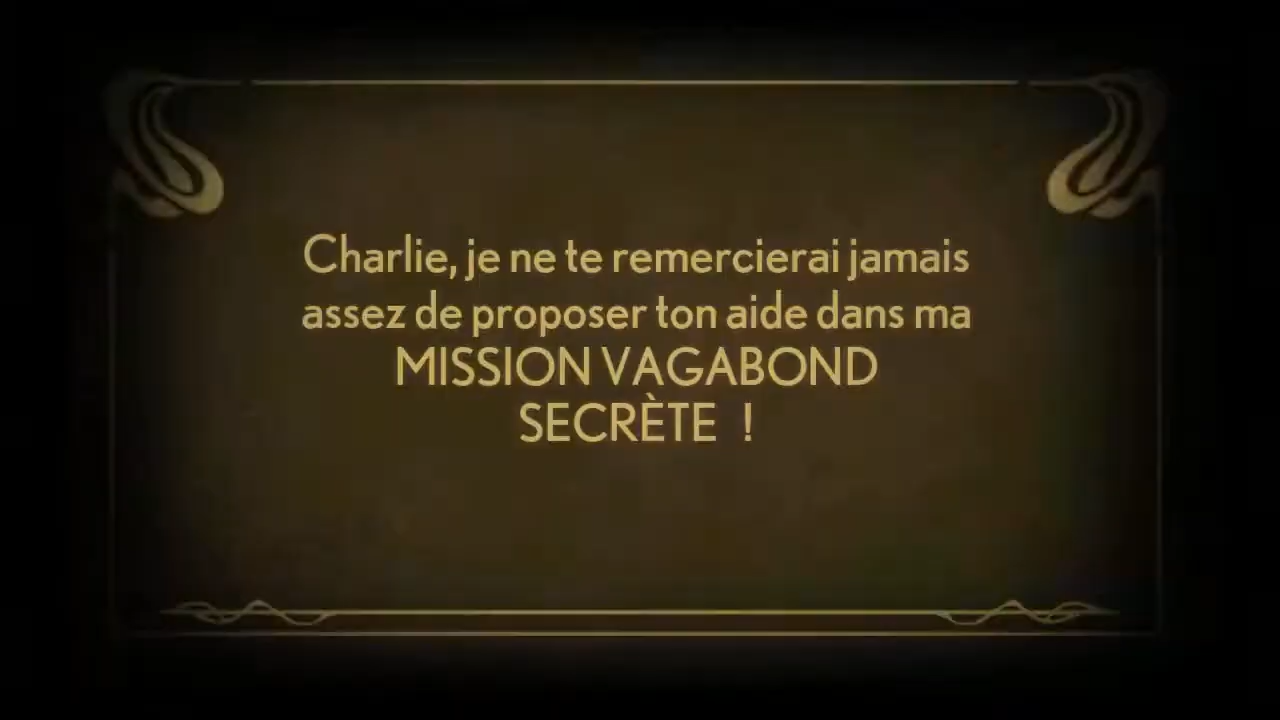 Charlie, je ne te remercierai jamais
assez de proposer ton aide dans ma
MISSION VAGABOND
SECRÈTE !